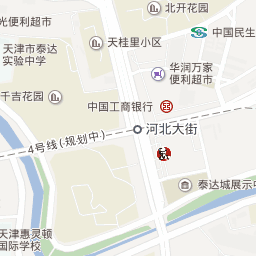 北开花园
光便利超市
中国民生
天桂里小区
天津市泰达
实验中学
华润万家
便利超市
千吉花园
中国工商银行
河北大街
4号线(规划中)
泰达城展示中
天津惠灵顿
国际学校